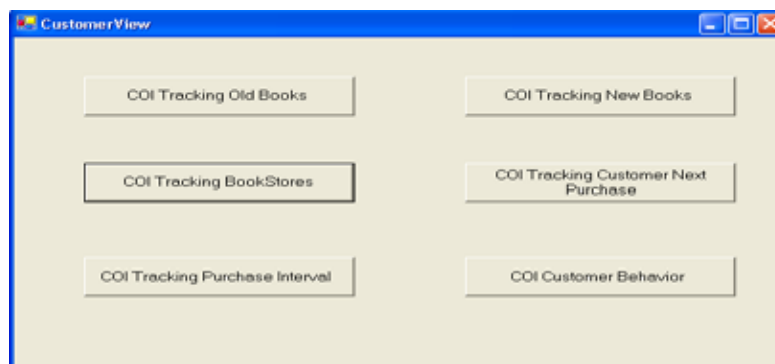 CustomerView
COI Tracking Old Books
COI Tracking New Books
COI Tracking BookStores
COI Tracking Customer Next
Purchase
COI Tracking Purchase Interval
COI Customer Behavior